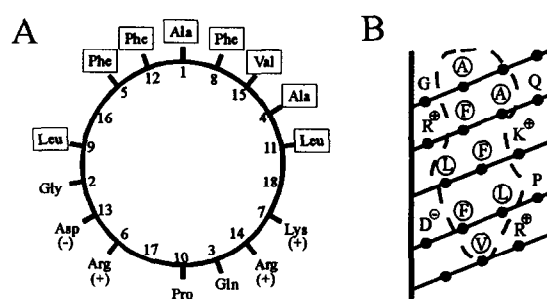 A
B
Ala
Phe
Phe
Phe
Val
Ala
Leu
Leu
Gly
Asp
(-)
Arg
(+)
Pro
Gln
Arg
(+)
Lys
(+)
1
8
15
4
11
18
7
14
3
10
17
6
13
2
9
16
5
12
A
G
A
Q
R⊕
F
K⊕
L
F
L
P
D⊖
F
R⊕
V